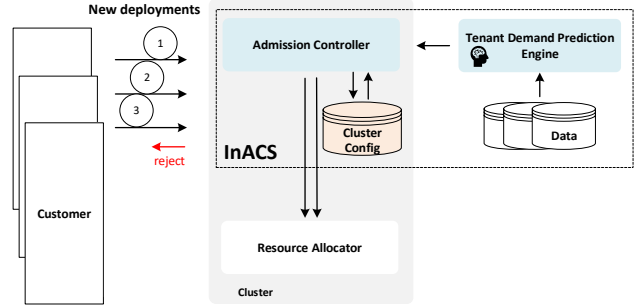 New deployments
1
2
3
reject
Customer
Admission Controller
Tenant Demand Prediction
Engine
Cluster
Config
Data
InACS
Resource Allocator
Cluster